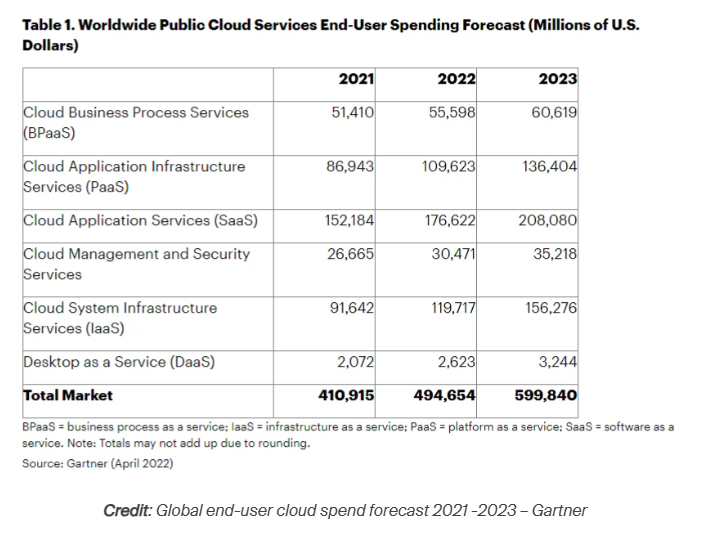 Table 1. Worldwide Public Cloud Services End-User Spending Forecast (Millions of U.S.
Dollars)
2021 2022 2023
Cloud Business Process Services
(BPaaS) 51,410 55,598 60,619
Cloud Application Infrastructure
Services (PaaS) 86,943 109,623 136,404
Cloud Application Services (SaaS) 152,184 176,622 208,080
Cloud Management and Security
Services 26,665 30,471 35,218
Cloud System Infrastructure
Services (IaaS) 91,642 119,717 156,276
Desktop as a Service (DaaS) 2,072 2,623 3,244
Total Market 410,915 494,654 599,840
BPaaS = business process as a service; IaaS = infrastructure as a service; PaaS = platform as a service; SaaS = software as a
service. Note: Totals may not add up due to rounding.
Source: Gartner (April 2022)
Credit: Global end-user cloud spend forecast 2021 -2023 – Gartner